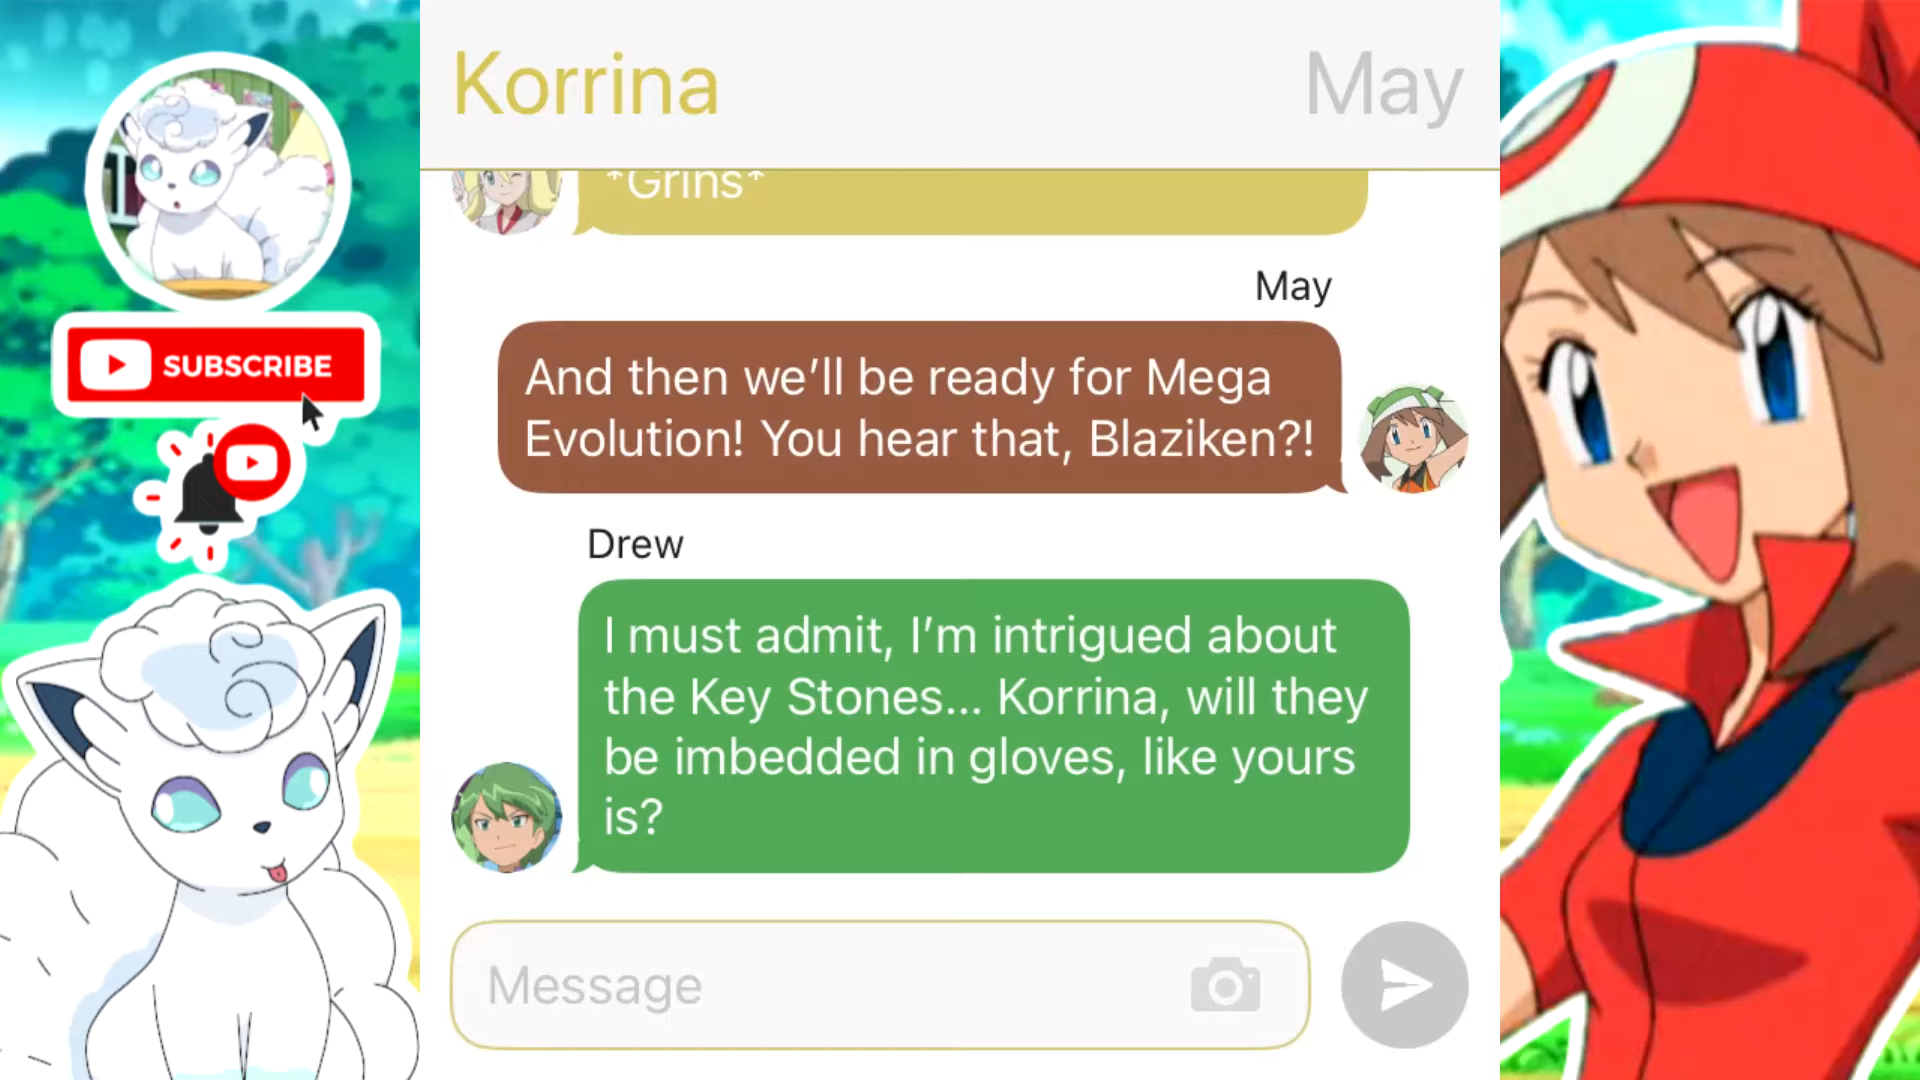 Korrina
May
*Grins*
May
And then we’ll be ready for Mega
Evolution! You hear that, Blaziken?!
Drew
I must admit, I’m intrigued about
the Key Stones... Korrina, will they
be imbedded in gloves, like yours
is?
Message
SUBSCRIBE